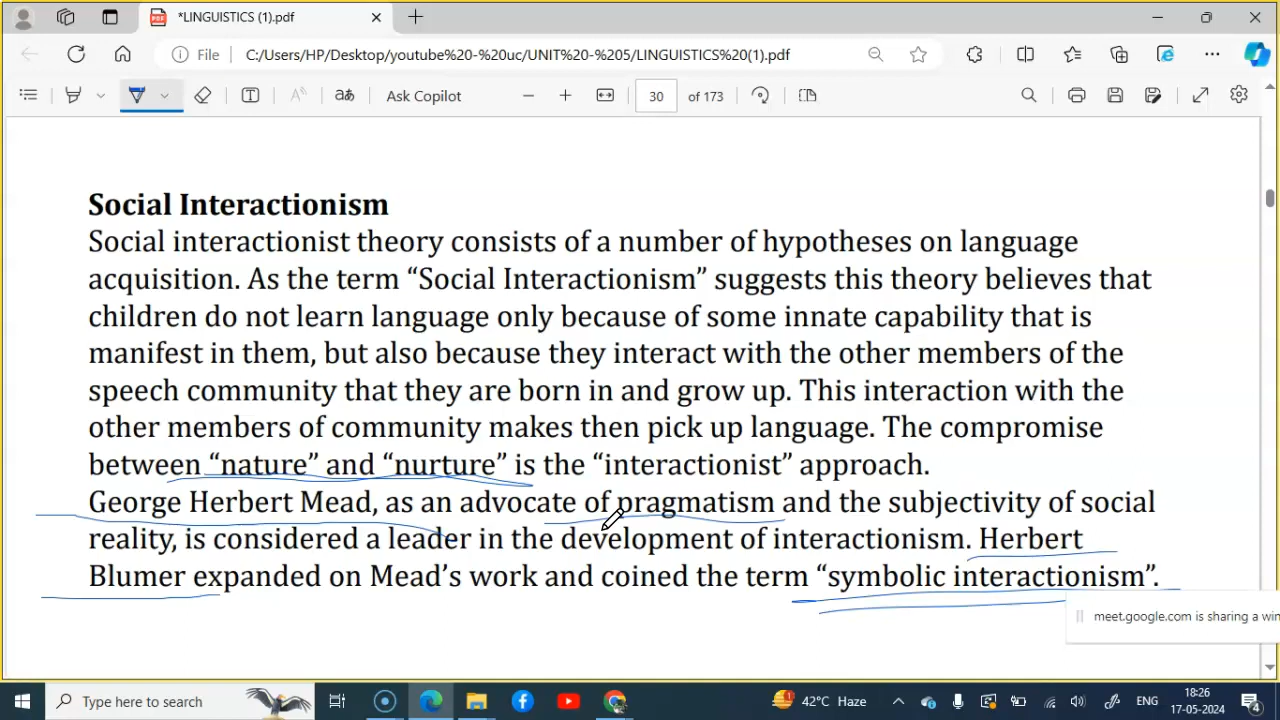 *LINGUISTICS (1).pdf
File C:/Users/HP/Desktop/youtube%20-%20uc/UNIT%20-%205/LINGUISTICS%20(1).pdf
Ask Copilot 30 of 173
Social Interactionism
Social interactionist theory consists of a number of hypotheses on language
acquisition. As the term “Social Interactionism” suggests this theory believes that
children do not learn language only because of some innate capability that is
manifest in them, but also because they interact with the other members of the
speech community that they are born in and grow up. This interaction with the
other members of community makes then pick up language. The compromise
between “nature” and “nurture” is the “interactionist” approach.
George Herbert Mead, as an advocate of pragmatism and the subjectivity of social
reality, is considered a leader in the development of interactionism. Herbert
Blumer expanded on Mead’s work and coined the term “symbolic interactionism”.
meet.google.com is sharing a win
Type here to search 42°C Haze ENG 18:26
17-05-2024 4